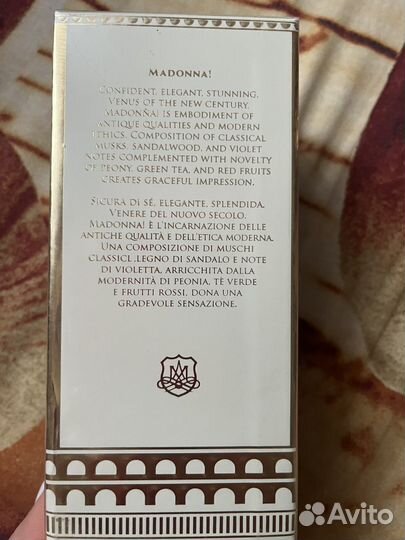 MADONNA!
CONFIDENT, ELEGANT, STUNNING,
VENUS OF THE NEW CENTURY,
MADONNA! IS EMBODIMENT OF
ANTIQUE QUALITIES AND MODERN
ETHICS. COMPOSITION OF CLASSICAL
MUSKS, SANDALWOOD, AND VIOLET
NOTES COMPLEMENTED WITH NOVELTY
OF PEONY, GREEN TEA, AND RED FRUITS
CREATES GRACEFUL IMPRESSION.
SICURA DI SÉ, ELEGANTE, SPLENDIDA.
VENERE DEL NUOVO SECOLO.
MADONNA! È L'INCARNAZIONE DELLE
ANTICHE QUALITÀ E DELL'ETICA MODERNA.
UNA COMPOSIZIONE DI MUSCHI
CLASSICI, LEGNO DI SANDALO E NOTE
DI VIOLETTA, ARRICCHITA DALLA
MODERNITÀ DI PEONIA, TÈ VERDE
E FRUTTI ROSSI, DONA UNA
GRADEVOLE SENSAZIONE.
Avito